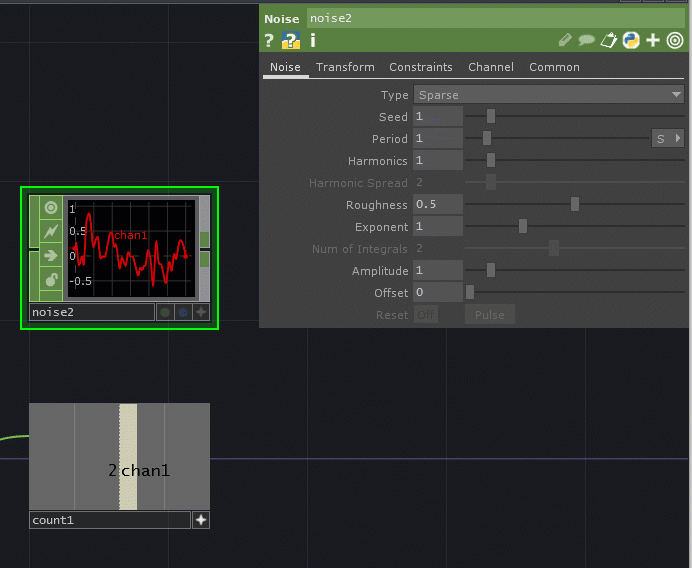 Noise noise2
? ? i
Noise Transform Constraints Channel Common
Type Sparse
Seed 1
Period 1 S
Harmonics 1
Harmonic Spread 2
Roughness 0.5
Exponent 1
Num of Integrals 2
Amplitude 1
Offset 0
Reset Off Pulse
1
0.5
chan1
0
-0.5
noise2
2 chan1
count1